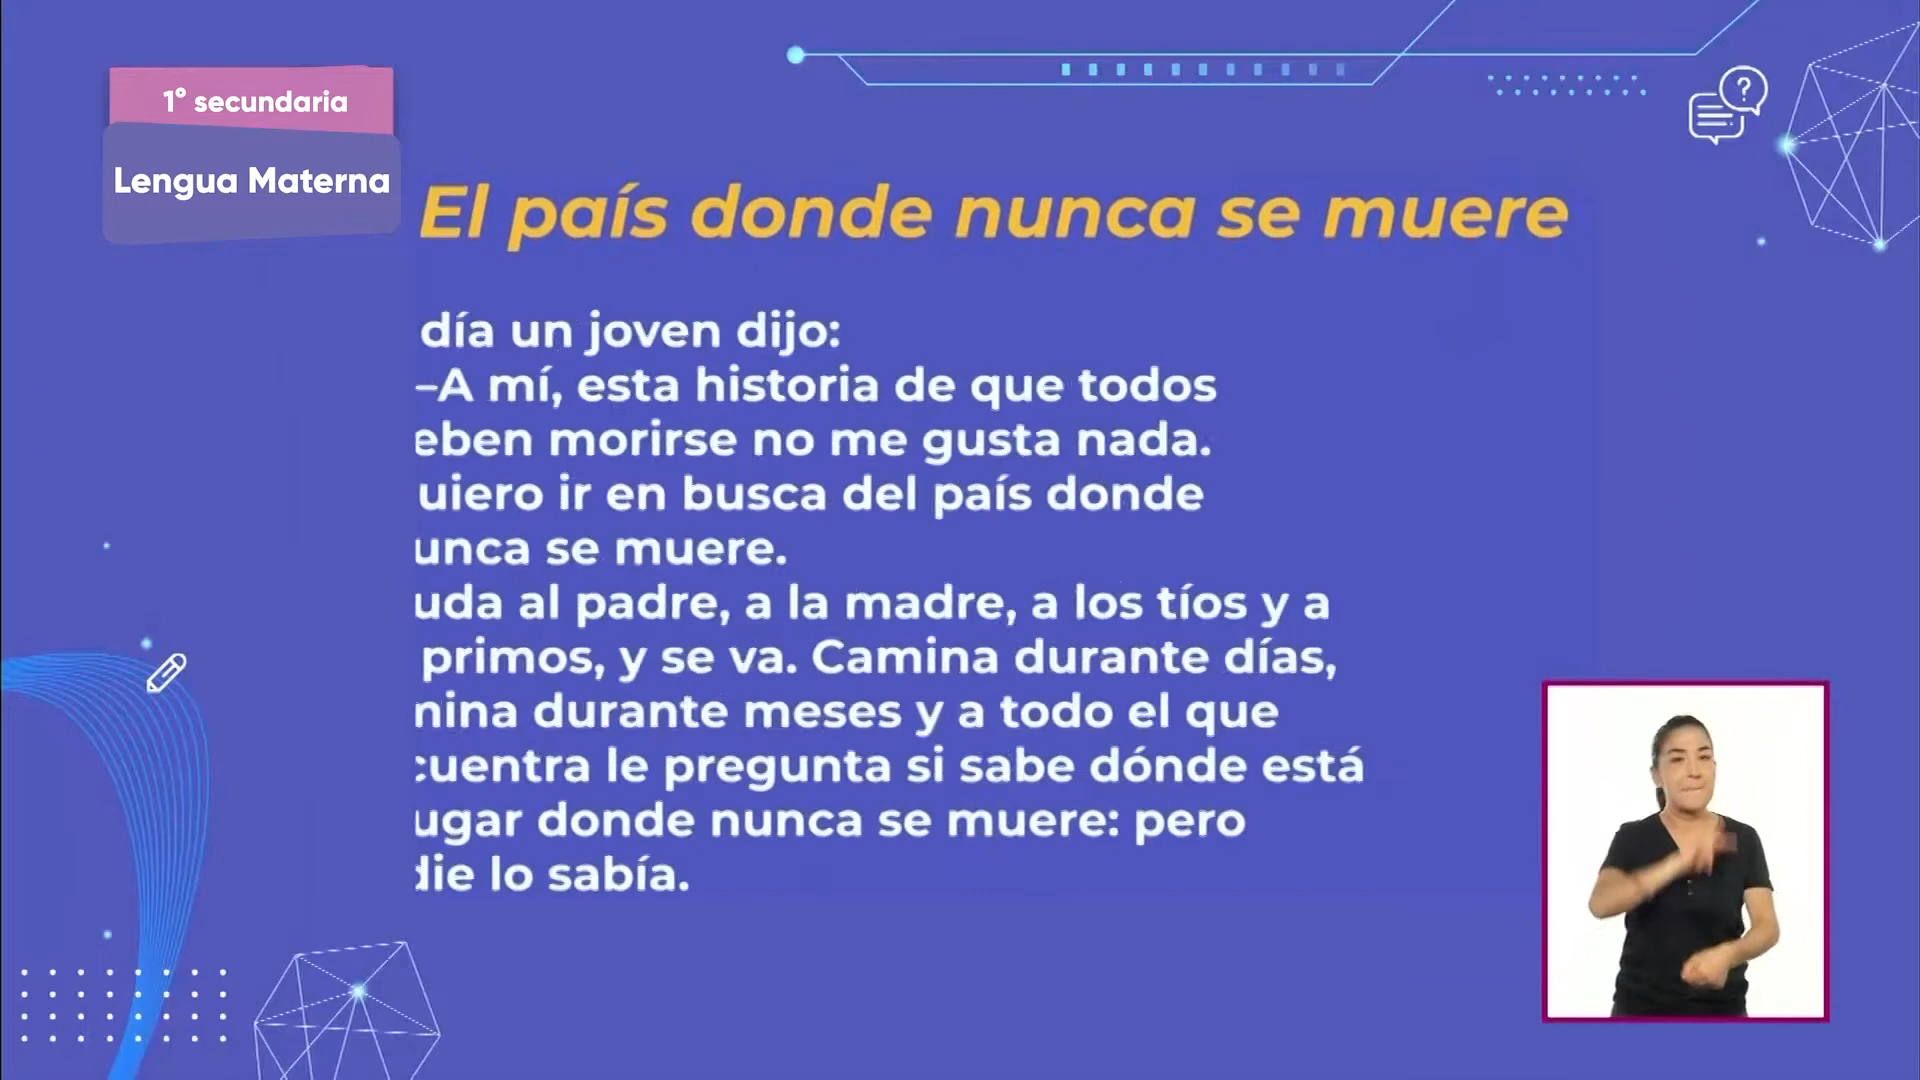 1° secundaria
Lengua Materna
El país donde nunca se muere
día un joven dijo:
–A mí, esta historia de que todos
eben morirse no me gusta nada.
uiero ir en busca del país donde
unca se muere.
uda al padre, a la madre, a los tíos y a
primos, y se va. Camina durante días,
mina durante meses y a todo el que
cuentra le pregunta si sabe dónde está
ugar donde nunca se muere: pero
die lo sabía.
?